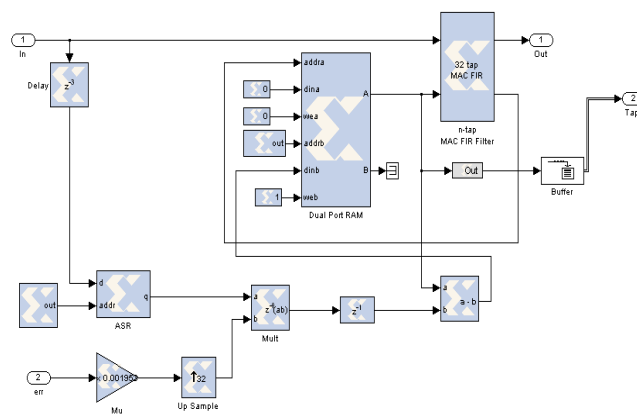 1
In
z⁻³
Delay
addra
dina
wea
addrb
dinb
web
0
0
out
1
A
B
Dual Port RAM
32 tap
MAC FIR
n-tap
MAC FIR Filter
1
Out
2
Tap
Out
Buffer
out
d
addr
q
ASR
a
b
(ab)
Mult
z⁻¹
a
b
a - b
2
err
x 0.001953
Mu
↑32
Up Sample